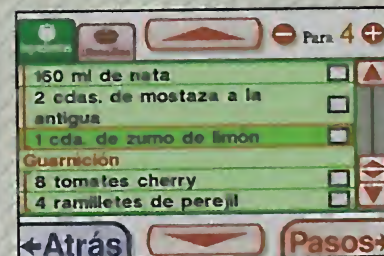 Para 4
160 ml de nata
2 cdas. de mostaza a la
antigua
1 cda. de zumo de limón
Guarnición
8 tomates cherry
4 ramilletes de perejil
Atrás
Pasos